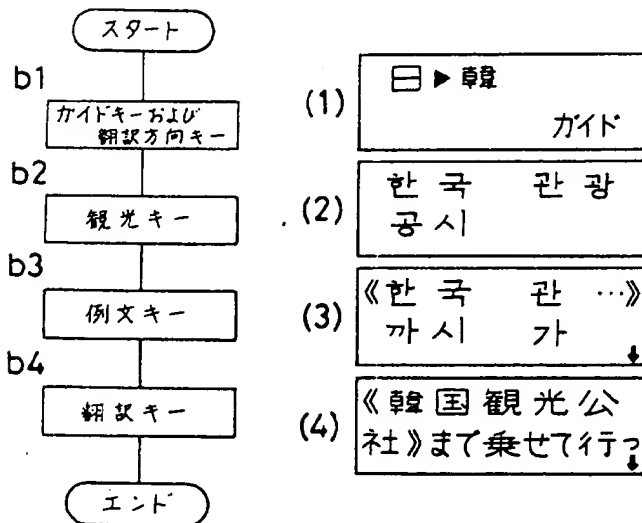 スタート
b1
ガイドキーおよび
翻訳方向キー
b2
観光キー
b3
例文キー
b4
翻訳キー
エンド
(1)
日▶韓
ガイド
(2)
한국 관광
공시
(3)
《한국 관 …》
까시 가
↓
(4)
《韓国観光公
社》まで乗せて行っ
↓